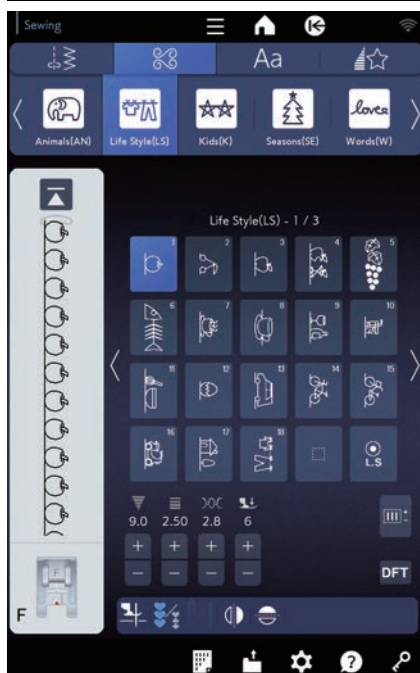 Sewing
Aa
Animals(AN) Life Style(LS) Kids(K) Seasons(SE) Words(W)
love
Life Style(LS) - 1 / 3
1 2 3 4 5
6 7 8 9 10
11 12 13 14 15
16 17 18
L.S
9.0 2.50 2.8 6
+ + + +
− − − −
DFT
F
F
?